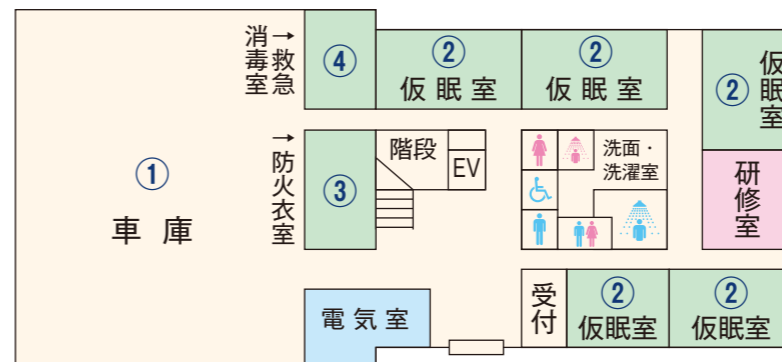 →救急
消毒室
④
②
仮眠室
②
仮眠室
②
仮眠室
①
車庫
→防火衣室
③
階段
EV
洗面・
洗濯室
研修室
電気室
受付
②
仮眠室
②
仮眠室